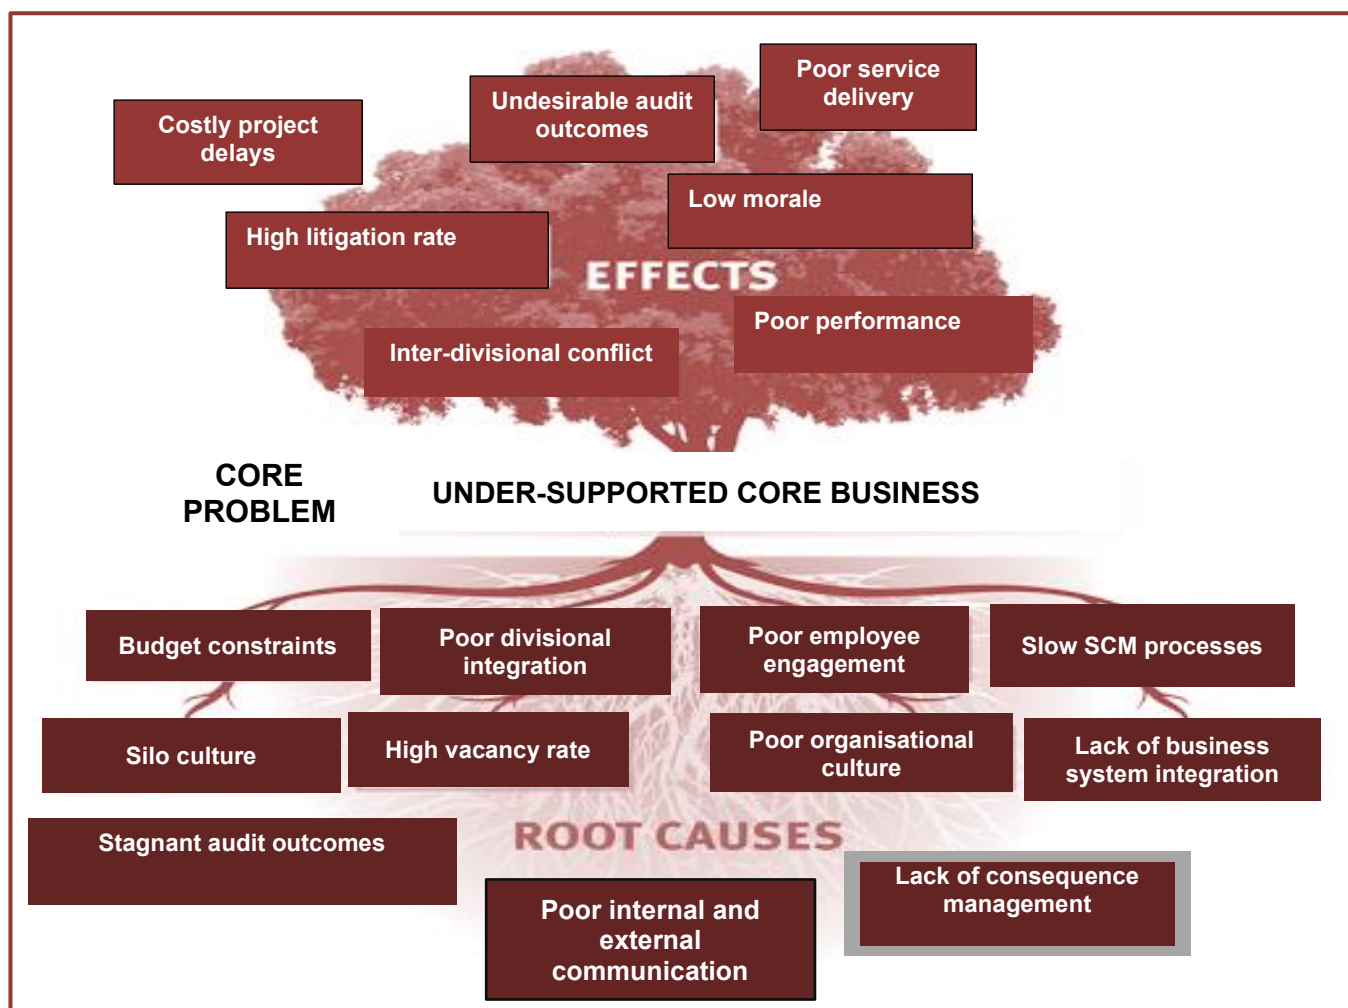 Poor service
delivery
Undesirable audit
outcomes
Costly project
delays
Low morale
High litigation rate
EFFECTS
Poor performance
Inter-divisional conflict
CORE
PROBLEM
UNDER-SUPPORTED CORE BUSINESS
Budget constraints
Poor divisional
integration
Poor employee
engagement
Slow SCM processes
Silo culture
High vacancy rate
Poor organisational
culture
Lack of business
system integration
Stagnant audit outcomes
ROOT CAUSES
Lack of consequence
management
Poor internal and
external
communication